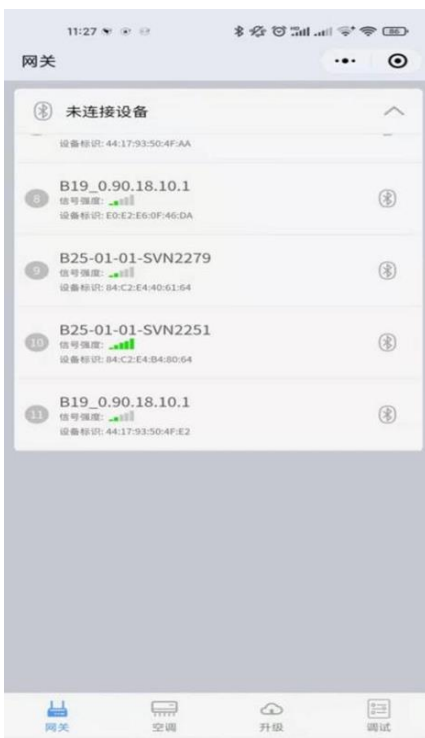 11:27
86
网关
未连接设备
设备标识: 44:17:93:50:4F:AA
8
B19_0.90.18.10.1
信号强度:
设备标识: E0:E2:E6:0F:46:DA
9
B25-01-01-SVN2279
信号强度:
设备标识: 84:C2:E4:40:61:64
10
B25-01-01-SVN2251
信号强度:
设备标识: 84:C2:E4:B4:80:64
11
B19_0.90.18.10.1
信号强度:
设备标识: 44:17:93:50:4F:E2
网关
空调
升级
调试